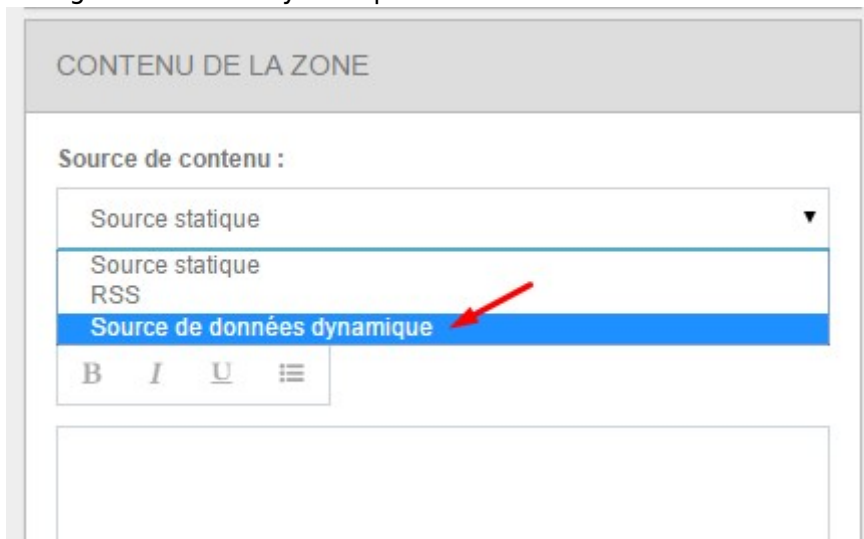 CONTENU DE LA ZONE
Source de contenu :
Source statique
Source statique
RSS
Source de données dynamique
B I U